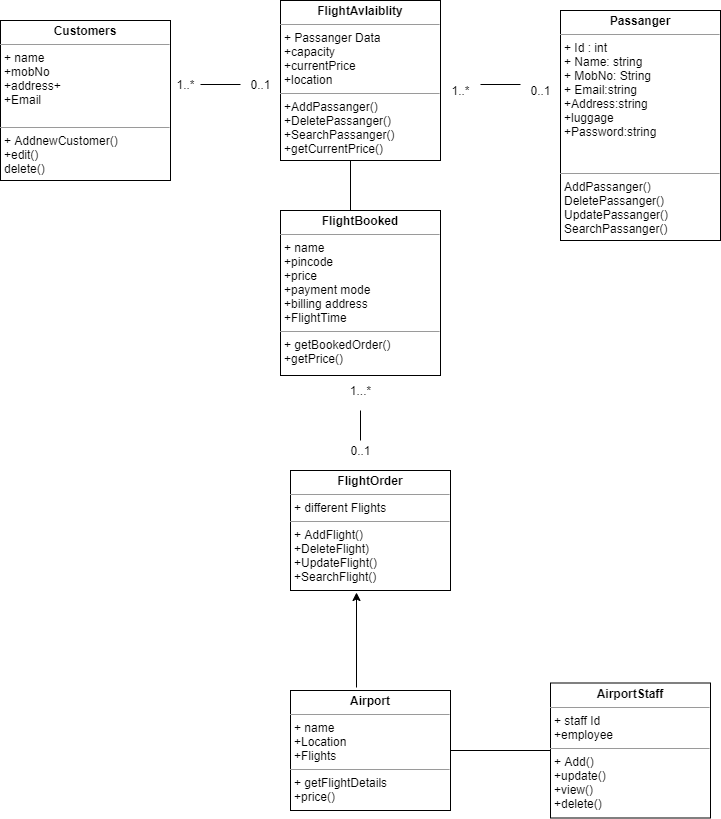 Customers
+ name
+mobNo
+address+
+Email
+ AddnewCustomer()
+edit()
delete()
1..*
0..1
FlightAvlaiblity
+ Passanger Data
+capacity
+currentPrice
+location
+AddPassanger()
+DeletePassanger()
+SearchPassanger()
+getCurrentPrice()
1..*
0..1
Passanger
+ Id : int
+ Name: string
+ MobNo: String
+ Email:string
+Address:string
+luggage
+Password:string
AddPassanger()
DeletePassanger()
UpdatePassanger()
SearchPassanger()
FlightBooked
+ name
+pincode
+price
+payment mode
+billing address
+FlightTime
+ getBookedOrder()
+getPrice()
1...*
0..1
FlightOrder
+ different Flights
+ AddFlight()
+DeleteFlight)
+UpdateFlight()
+SearchFlight()
Airport
+ name
+Location
+Flights
+ getFlightDetails
+price()
AirportStaff
+ staff Id
+employee
+ Add()
+update()
+view()
+delete()